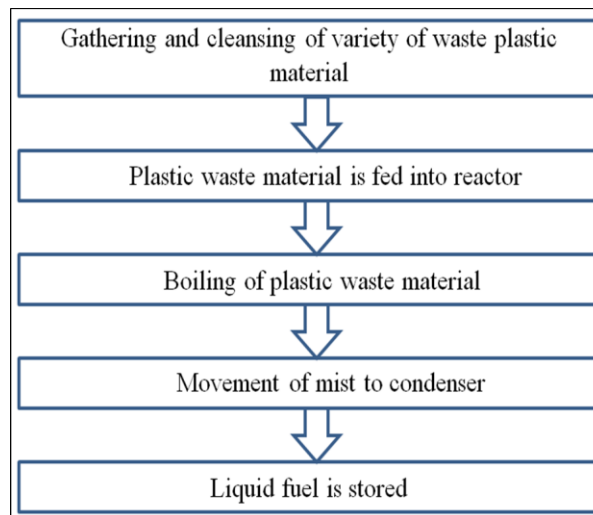 Gathering and cleansing of variety of waste plastic
material
Plastic waste material is fed into reactor
Boiling of plastic waste material
Movement of mist to condenser
Liquid fuel is stored